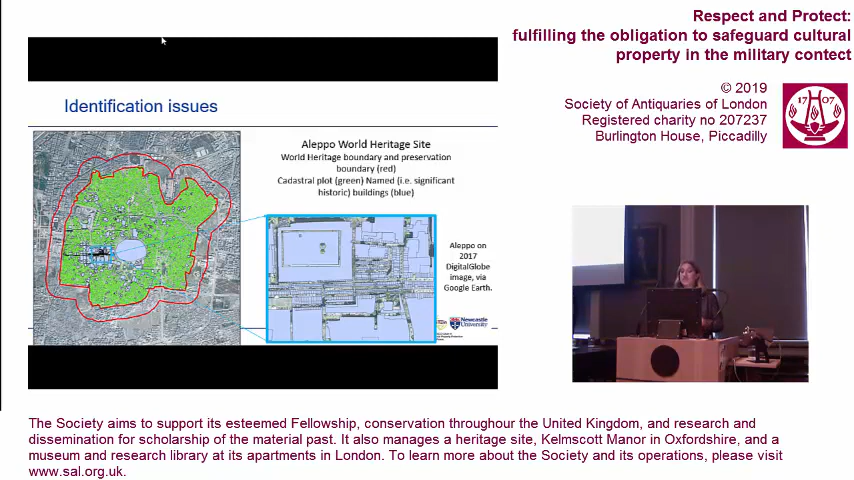 Respect and Protect:
fulfilling the obligation to safeguard cultural
property in the military contect
© 2019
Society of Antiquaries of London
Registered charity no 207237
Burlington House, Piccadilly
17 07
Identification issues
Aleppo World Heritage Site
World Heritage boundary and preservation
boundary (red)
Cadastral plot (green) Named (i.e. significant
historic) buildings (blue)
Aleppo on
2017
DigitalGlobe
image, via
Google Earth.
Newcastle
University
The Society aims to support its esteemed Fellowship, conservation throughour the United Kingdom, and research and
dissemination for scholarship of the material past. It also manages a heritage site, Kelmscott Manor in Oxfordshire, and a
museum and research library at its apartments in London. To learn more about the Society and its operations, please visit
www.sal.org.uk.